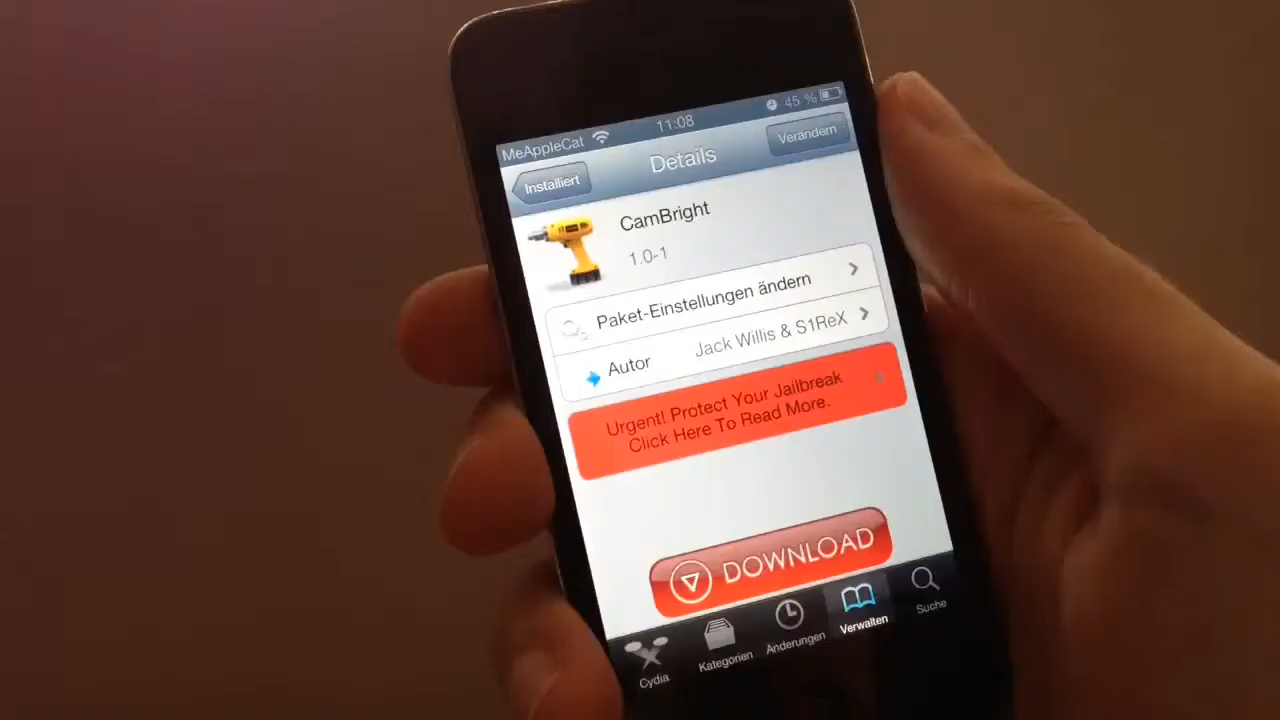 MeAppleCat 11:08 45 %
Installiert Details Verändern
CamBright
1.0-1
Paket-Einstellungen ändern
Autor Jack Willis & S1ReX
Urgent! Protect Your Jailbreak
Click Here To Read More.
DOWNLOAD
Cydia Kategorien Änderungen Verwalten Suche